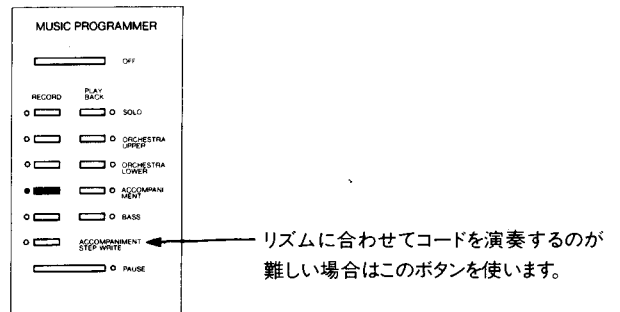 MUSIC PROGRAMMER
OFF
RECORD
PLAY
BACK
SOLO
ORCHESTRA
UPPER
ORCHESTRA
LOWER
ACCOMPANI
MENT
BASS
ACCOMPANIMENT
STEP WRITE
PAUSE
リズムに合わせてコードを演奏するのが
難しい場合はこのボタンを使います。